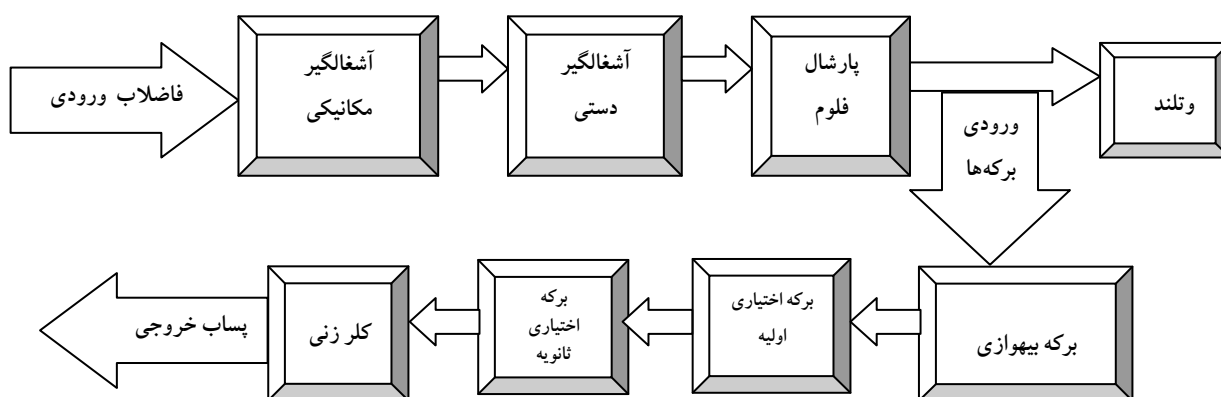 فاضلاب ورودی
آشغالگیر
مکانیکی
آشغالگیر
دستی
پارشال
فلوم
وتلند
ورودی
برکه‌ها
برکه بیهوازی
برکه اختیاری
اولیه
برکه
اختیاری
ثانویه
کلر زنی
پساب خروجی